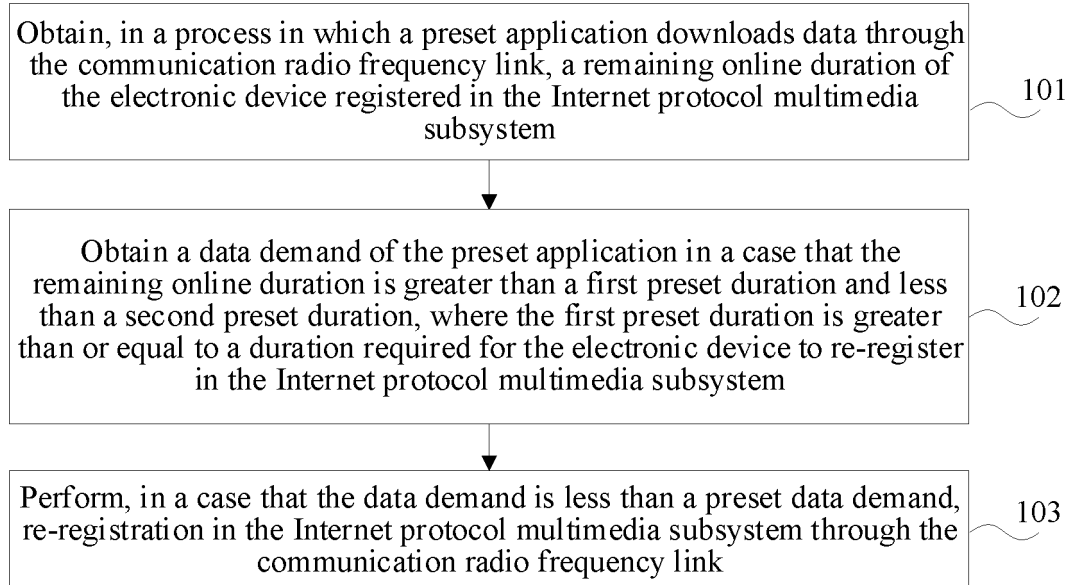 Obtain, in a process in which a preset application downloads data through
the communication radio frequency link, a remaining online duration of
the electronic device registered in the Internet protocol multimedia
subsystem
101
Obtain a data demand of the preset application in a case that the
remaining online duration is greater than a first preset duration and less
than a second preset duration, where the first preset duration is greater
than or equal to a duration required for the electronic device to re-register
in the Internet protocol multimedia subsystem
102
Perform, in a case that the data demand is less than a preset data demand,
re-registration in the Internet protocol multimedia subsystem through the
communication radio frequency link
103